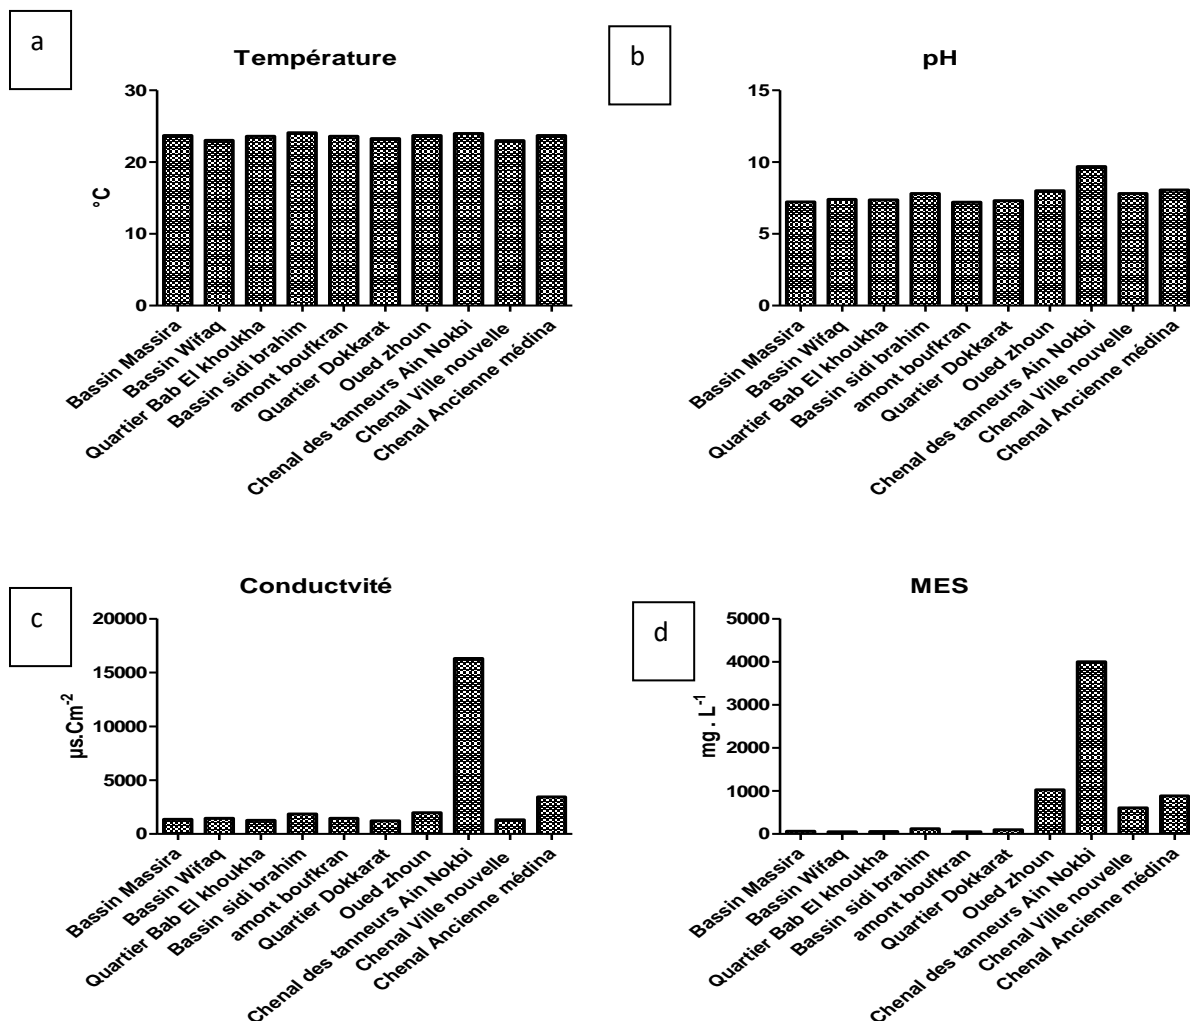 a
Température
30
20
10
0
°C
Bassin Massira
Bassin Wifaq
Quartier Bab El khoukha
Bassin sidi brahim
amont boufkran
Quartier Dokkarat
Oued zhoun
Chenal des tanneurs Ain Nokbi
Chenal Ville nouvelle
Chenal Ancienne médina
b
pH
15
10
5
0
Bassin Massira
Bassin Wifaq
Quartier Bab El khoukha
Bassin sidi brahim
amont boufkran
Quartier Dokkarat
Oued zhoun
Chenal des tanneurs Ain Nokbi
Chenal Ville nouvelle
Chenal Ancienne médina
c
Conductvité
20000
15000
10000
5000
0
µs.Cm-2
Bassin Massira
Bassin Wifaq
Quartier Bab El khoukha
Bassin sidi brahim
amont boufkran
Quartier Dokkarat
Oued zhoun
Chenal des tanneurs Ain Nokbi
Chenal Ville nouvelle
Chenal Ancienne médina
d
MES
5000
4000
3000
2000
1000
0
mg . L-1
Bassin Massira
Bassin Wifaq
Quartier Bab El khoukha
Bassin sidi brahim
amont boufkran
Quartier Dokkarat
Oued zhoun
Chenal des tanneurs Ain Nokbi
Chenal Ville nouvelle
Chenal Ancienne médina